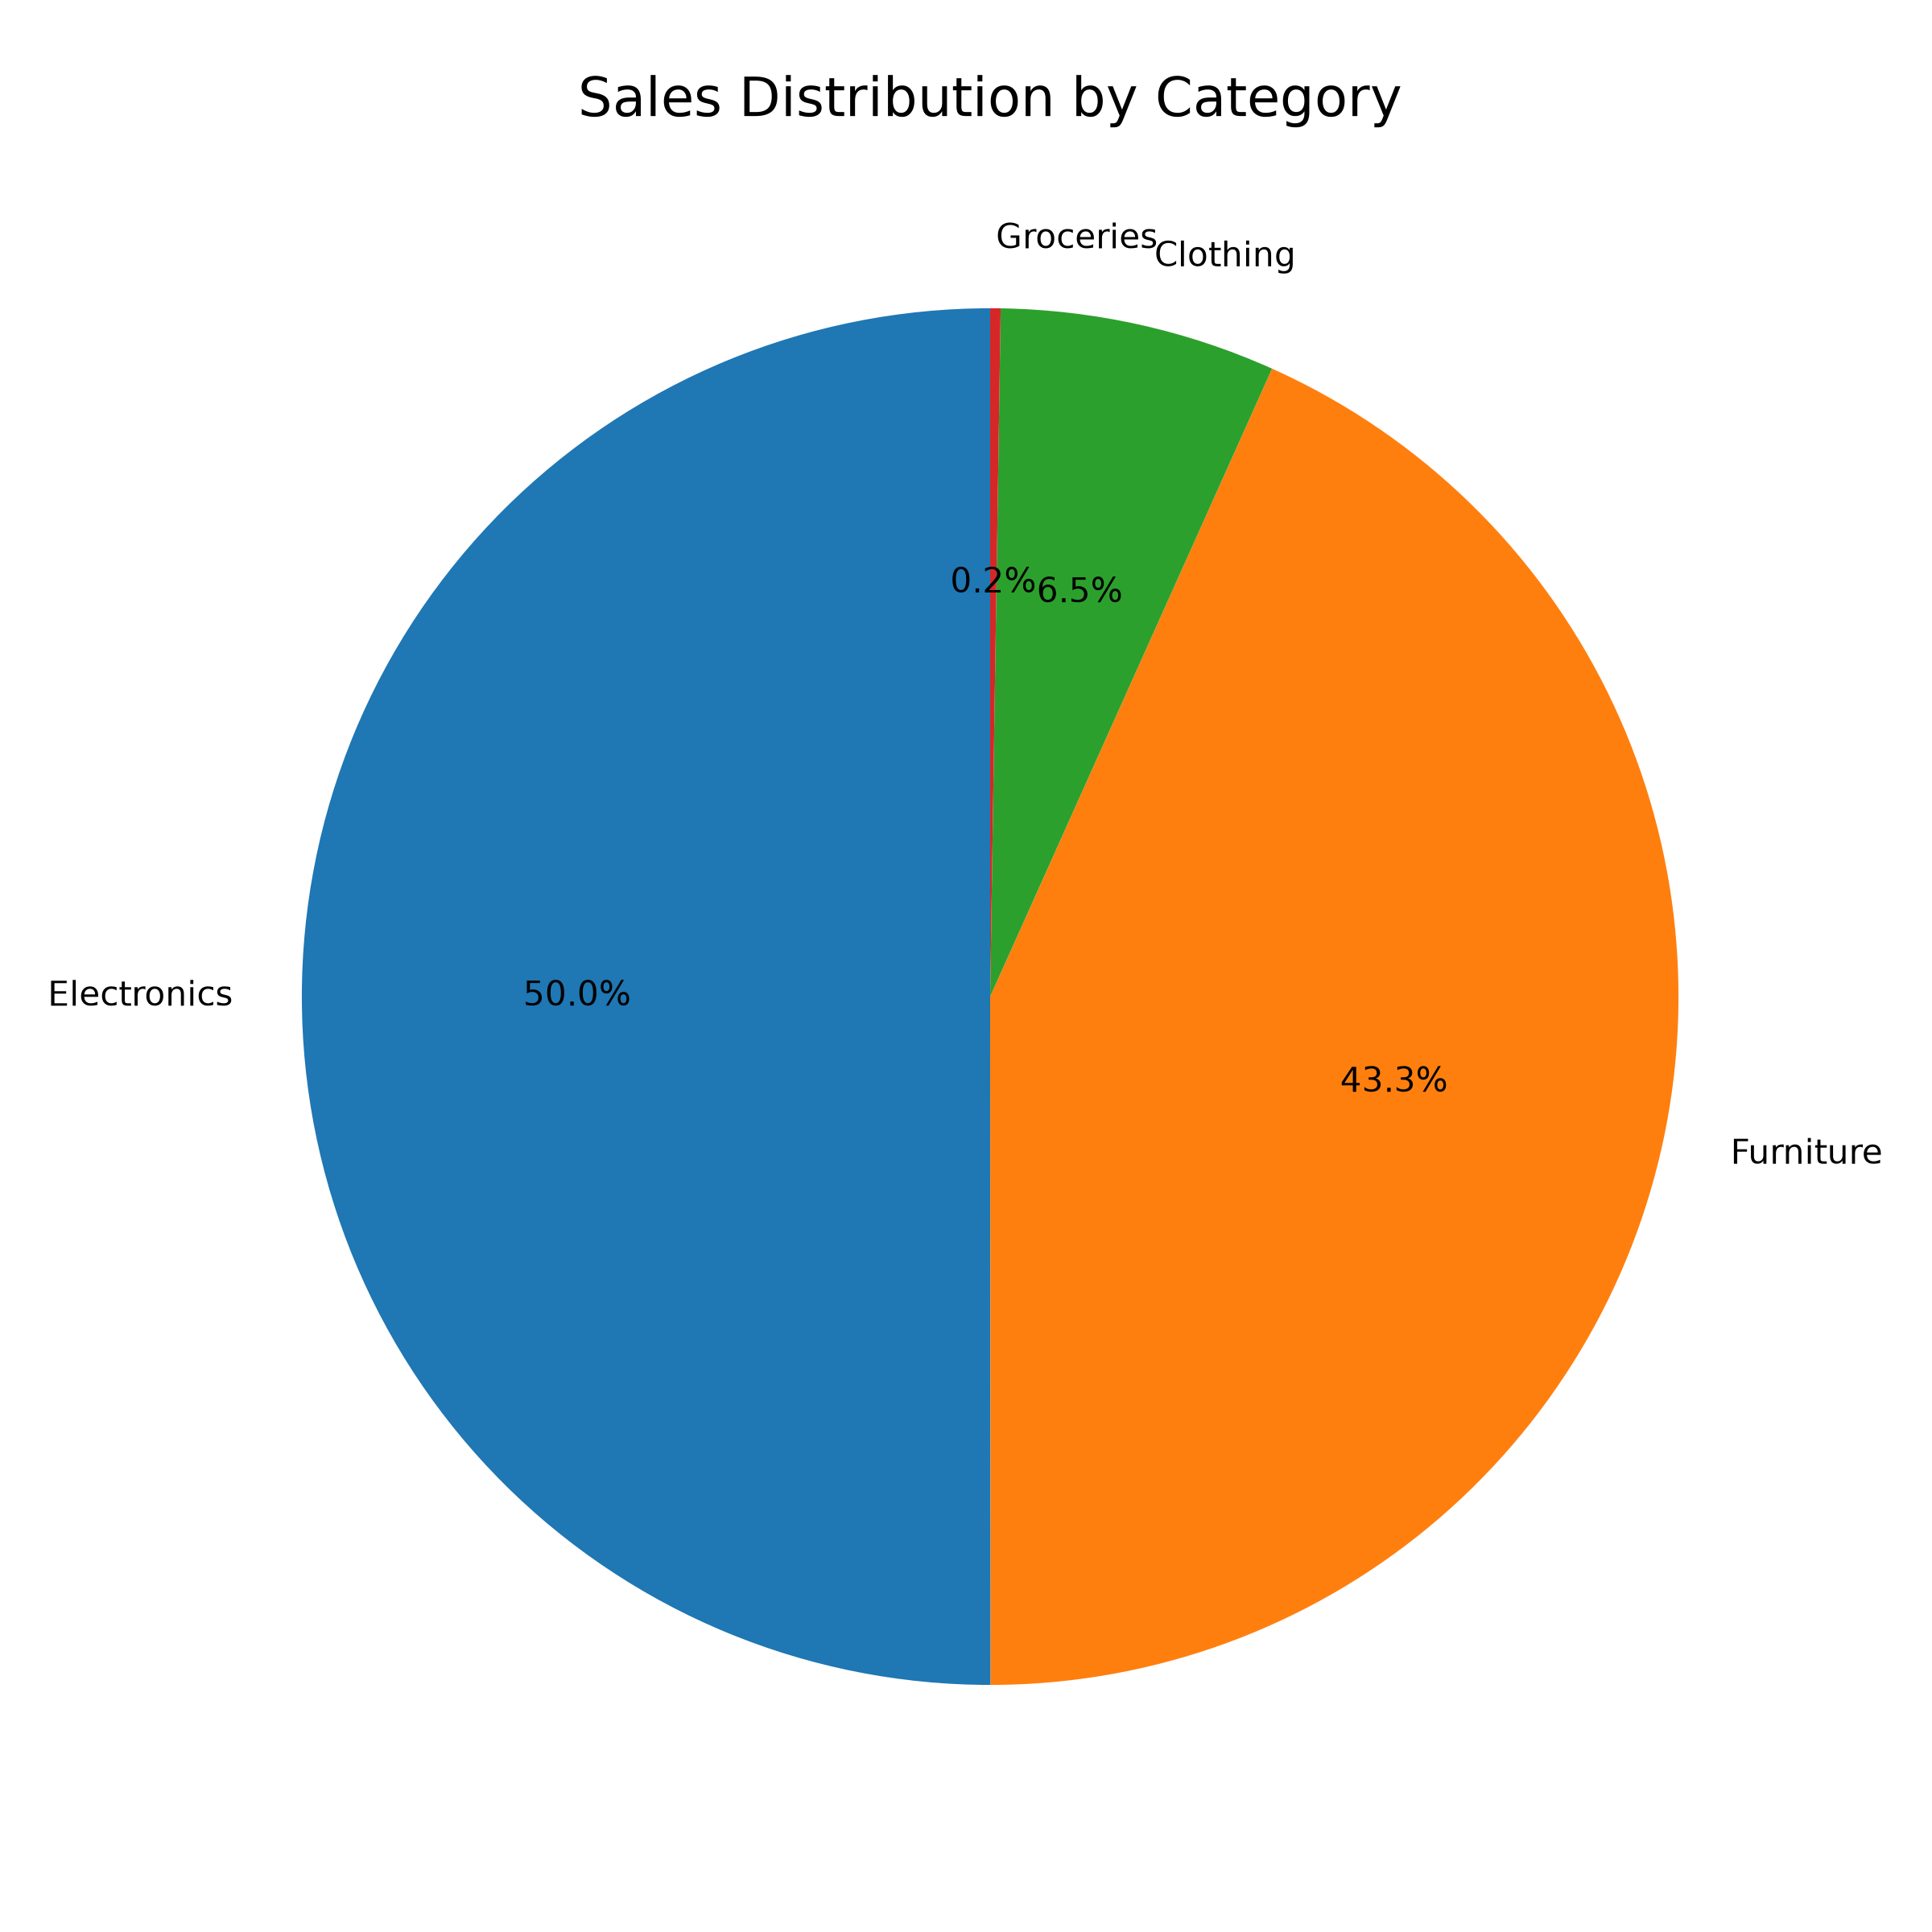 Sales Distribution by Category
Groceries
Clothing
0.2%
6.5%
Electronics
50.0%
43.3%
Furniture